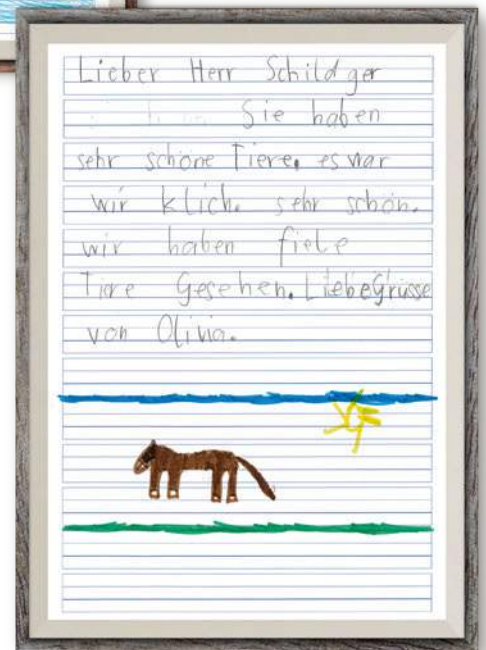 Lieber Herr Schildger
Sie haben
sehr schöne Tiere. es war
wir klich. sehr schön.
wir haben fiele
Tiere Gesehen. Liebe Grüsse
von Olivia.